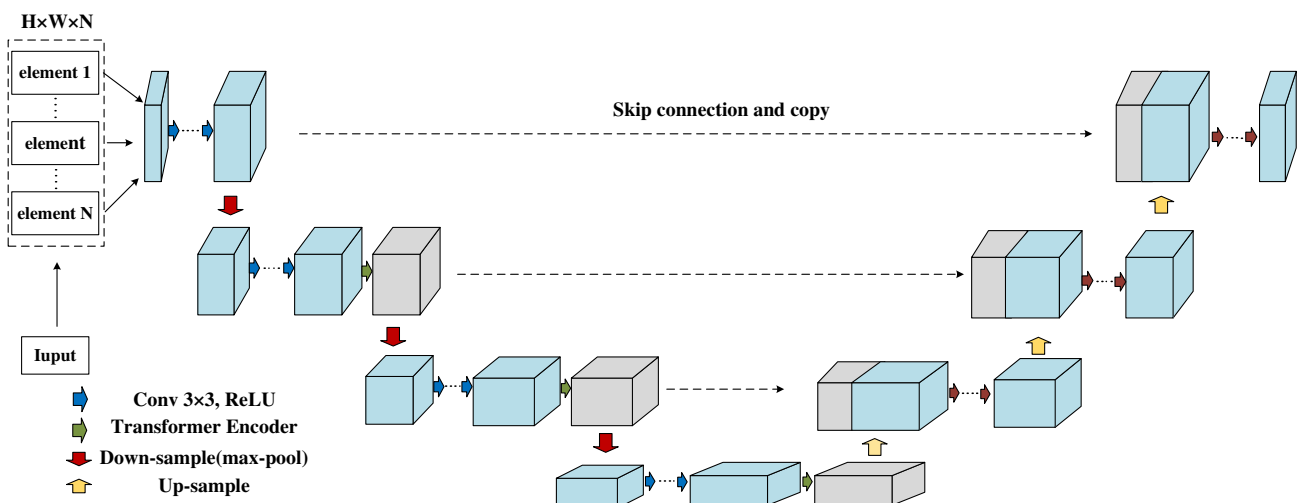 H×W×N
element 1
element
element N
Skip connection and copy
Iuput
Conv 3×3, ReLU
Transformer Encoder
Down-sample(max-pool)
Up-sample